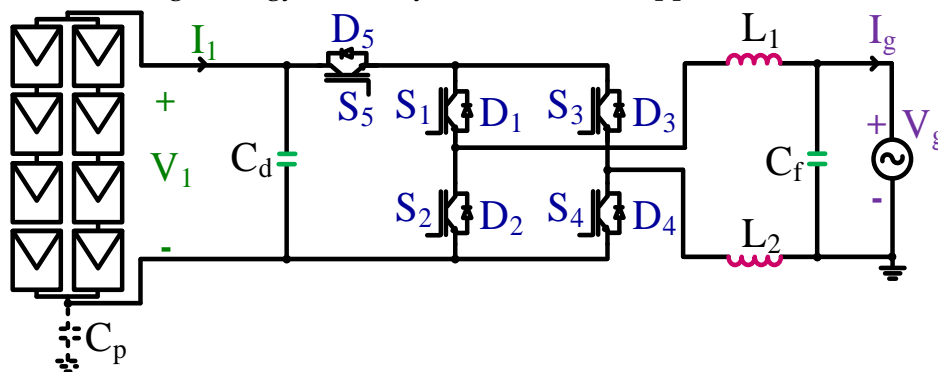 D5
L1
Ig
I1
S5
S1
D1
S3
D3
+
V1
-
Cd
Cf
+
Vg
-
S2
D2
S4
D4
L2
Cp